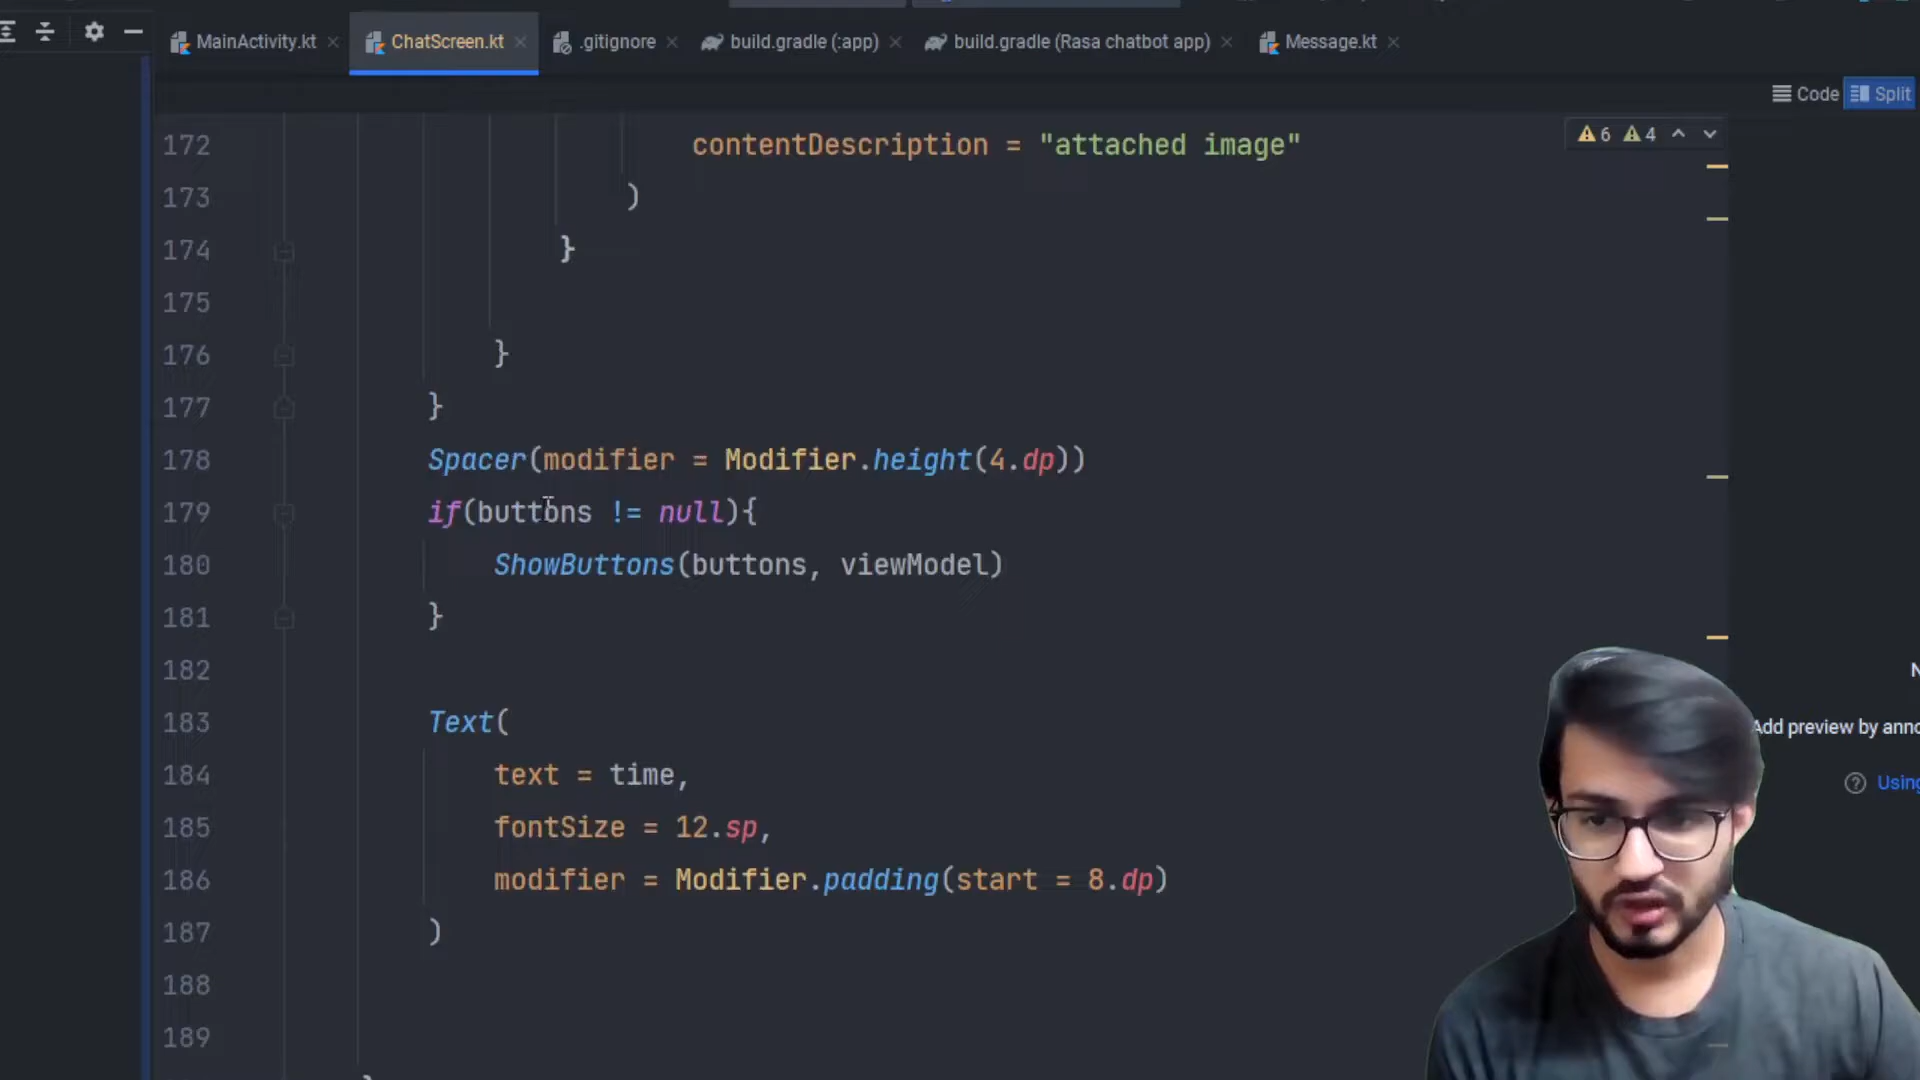 MainActivity.kt ChatScreen.kt .gitignore build.gradle (:app) build.gradle (Rasa chatbot app) Message.kt
Code Split
6 4
172 contentDescription = "attached image"
173 )
174 }
175
176 }
177 }
178 Spacer(modifier = Modifier.height(4.dp))
179 if(buttons != null){
180 ShowButtons(buttons, viewModel)
181 }
182
183 Text(
184 text = time,
185 fontSize = 12.sp,
186 modifier = Modifier.padding(start = 8.dp)
187 )
188
189
N
Add preview by anno
Using